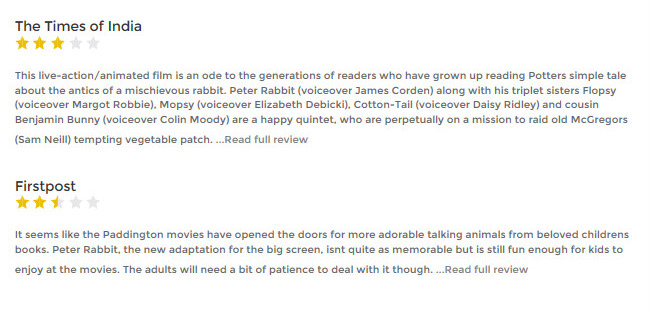 The Times of India
This live-action/animated film is an ode to the generations of readers who have grown up reading Potters simple tale
about the antics of a mischievous rabbit. Peter Rabbit (voiceover James Corden) along with his triplet sisters Flopsy
(voiceover Margot Robbie), Mopsy (voiceover Elizabeth Debicki), Cotton-Tail (voiceover Daisy Ridley) and cousin
Benjamin Bunny (voiceover Colin Moody) are a happy quintet, who are perpetually on a mission to raid old McGregors
(Sam Neill) tempting vegetable patch. ...Read full review
Firstpost
It seems like the Paddington movies have opened the doors for more adorable talking animals from beloved childrens
books. Peter Rabbit, the new adaptation for the big screen, isnt quite as memorable but is still fun enough for kids to
enjoy at the movies. The adults will need a bit of patience to deal with it though. ...Read full review